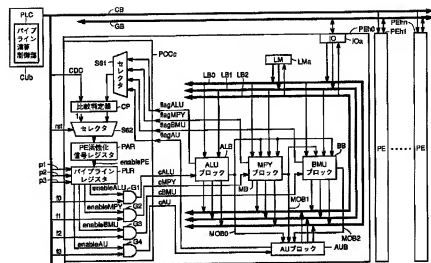 PLC
CB
GB
パイプ
ライン
演算
制御部
Cub
POCc
PEh0
IO
IOa
PEhn
PEh1
S61
セレクタ
CDC
LM
LMa
LB0
LB1
LB2
比較判定器
CP
flagALU
flagMPY
flagBMU
flagAU
rst
セレクタ
S62
PE活性化
信号レジスタ
PAR
enablePE
パイプライン
レジスタ
PLR
p1
p2
p3
ALB
ALU
ブロック
MPY
ブロック
MB
BB
BMU
ブロック
PE
PE
enableALU
G1
cALU
f0
enableMPY
G2
cMPY
f1
enableBMU
G3
cBMU
f2
enableAU
G4
cAU
f3
MOB0
MOB1
MOB2
AUブロック
AUB